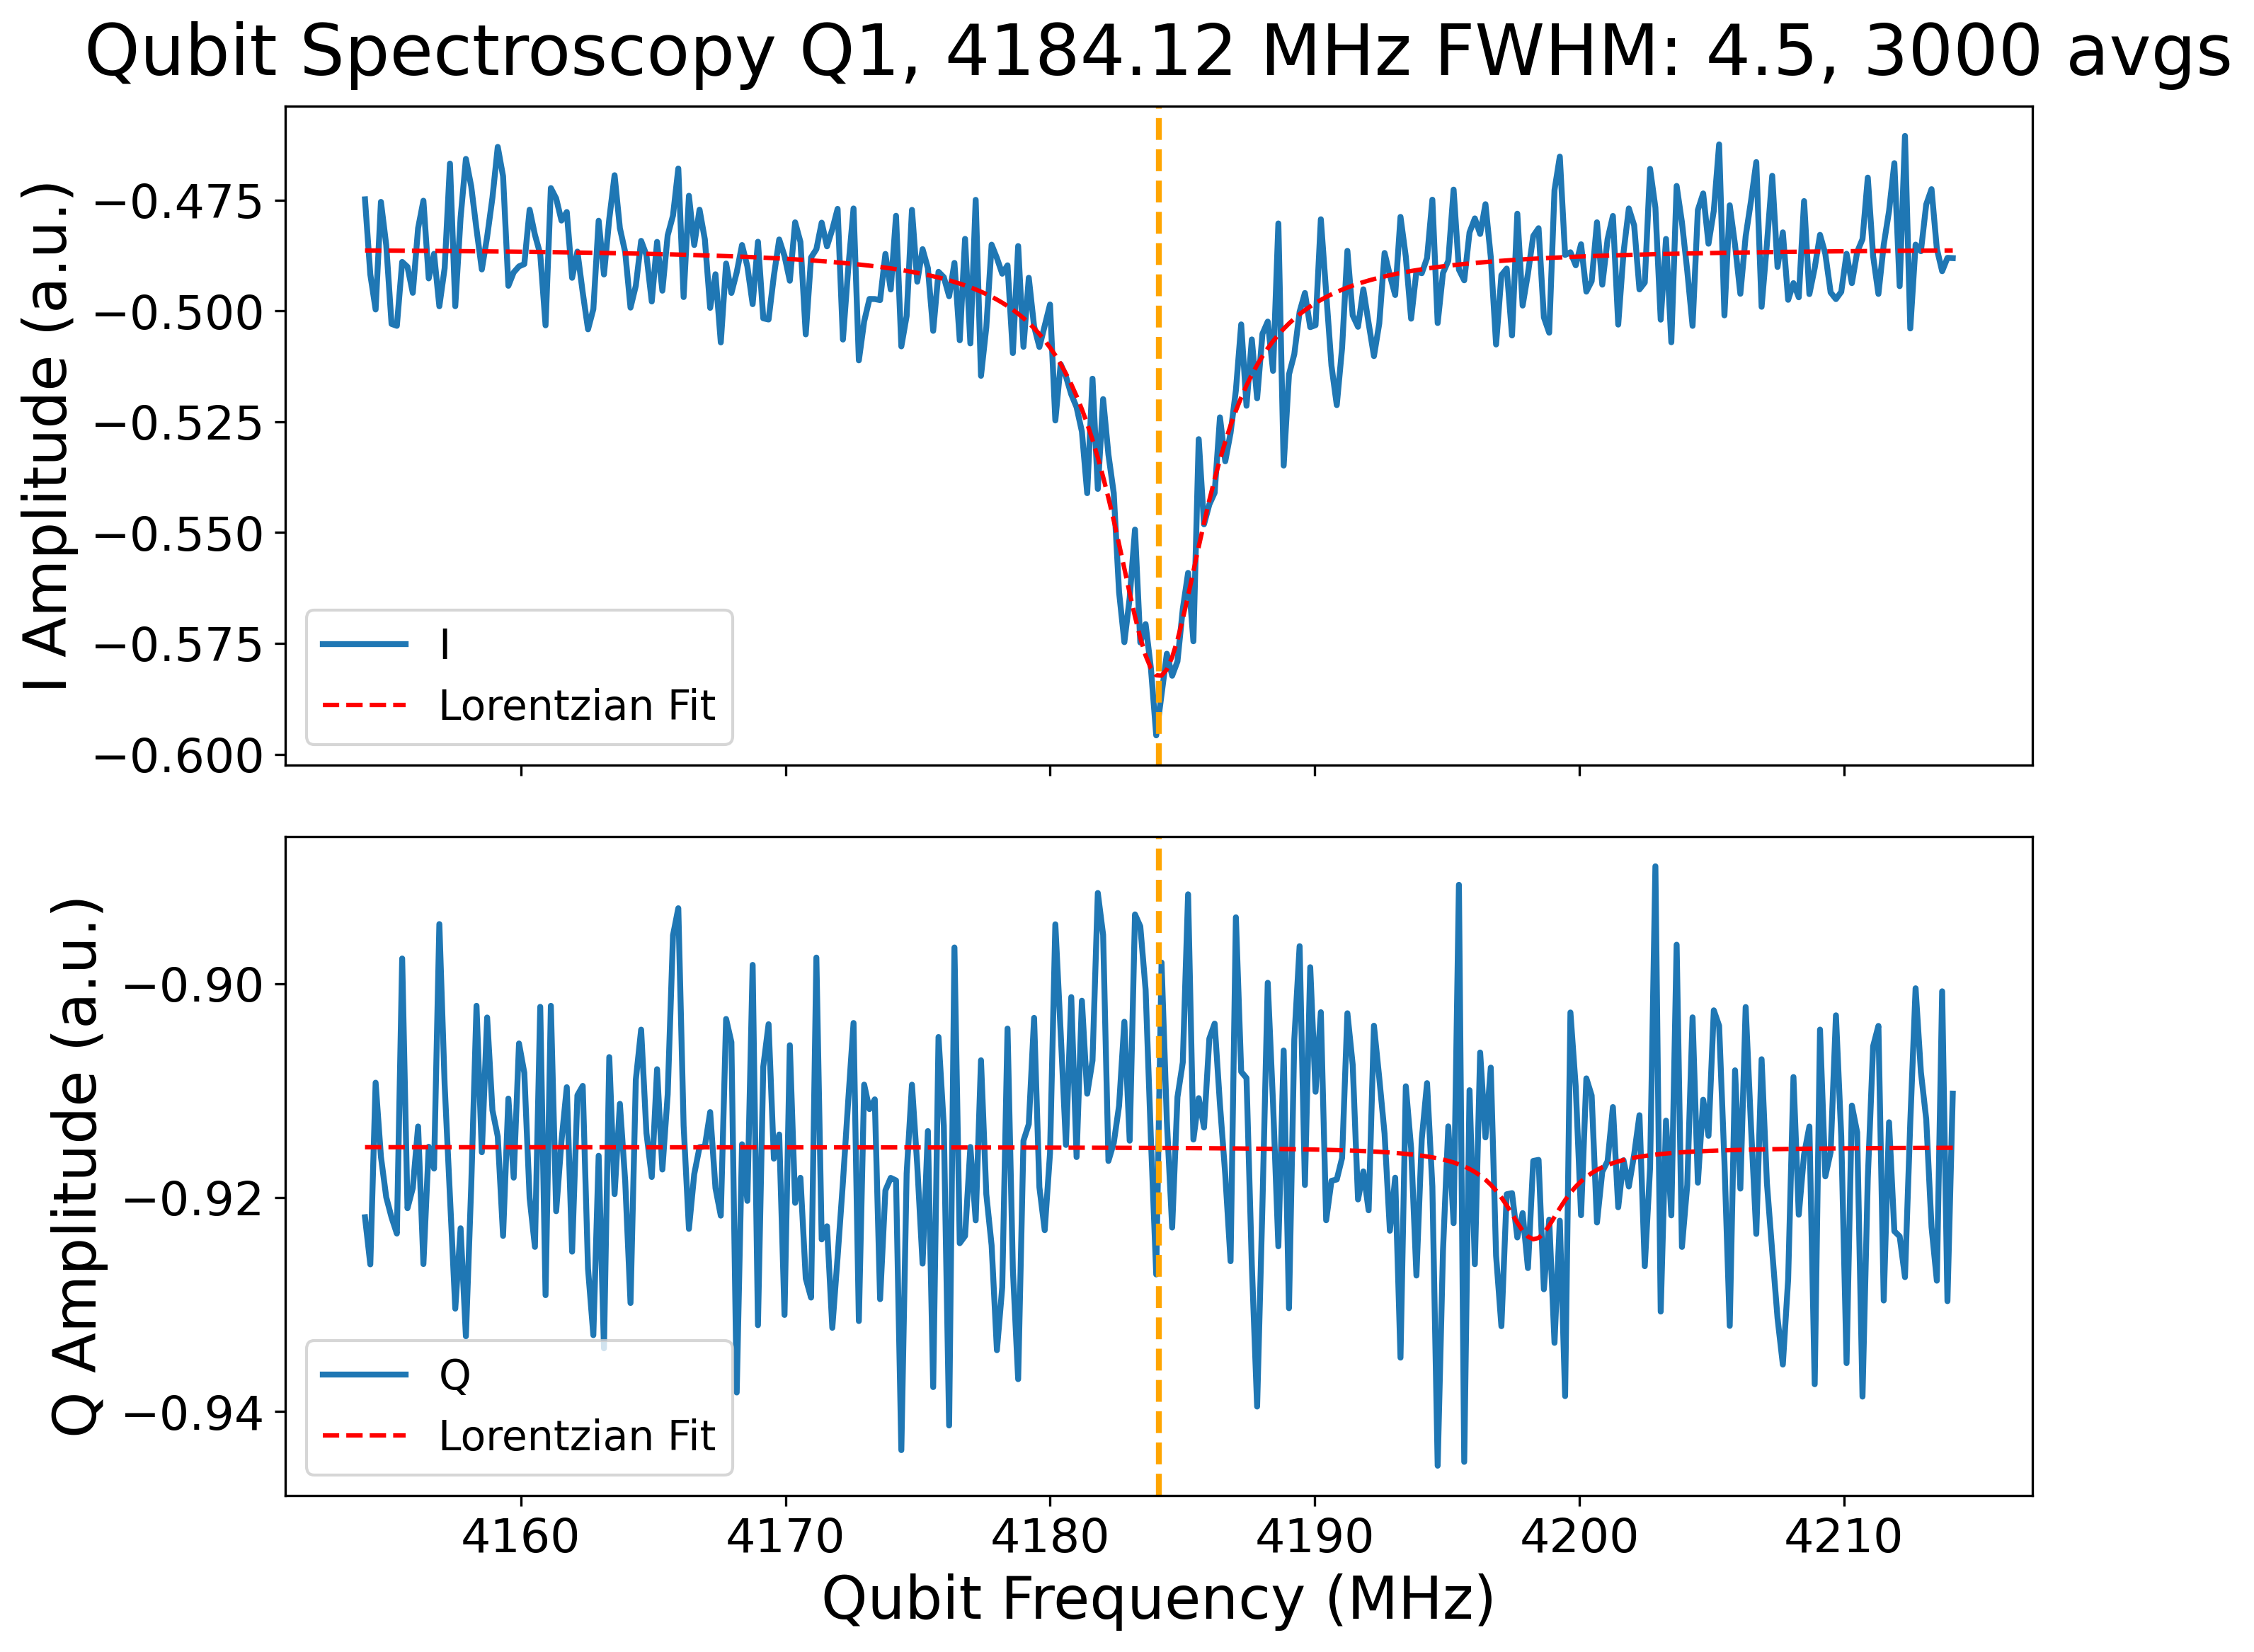 Qubit Spectroscopy Q1, 4184.12 MHz FWHM: 4.5, 3000 avgs
I Amplitude (a.u.)
−0.475
−0.500
−0.525
−0.550
−0.575
−0.600
I
Lorentzian Fit
Q Amplitude (a.u.)
−0.90
−0.92
−0.94
Q
Lorentzian Fit
4160 4170 4180 4190 4200 4210
Qubit Frequency (MHz)